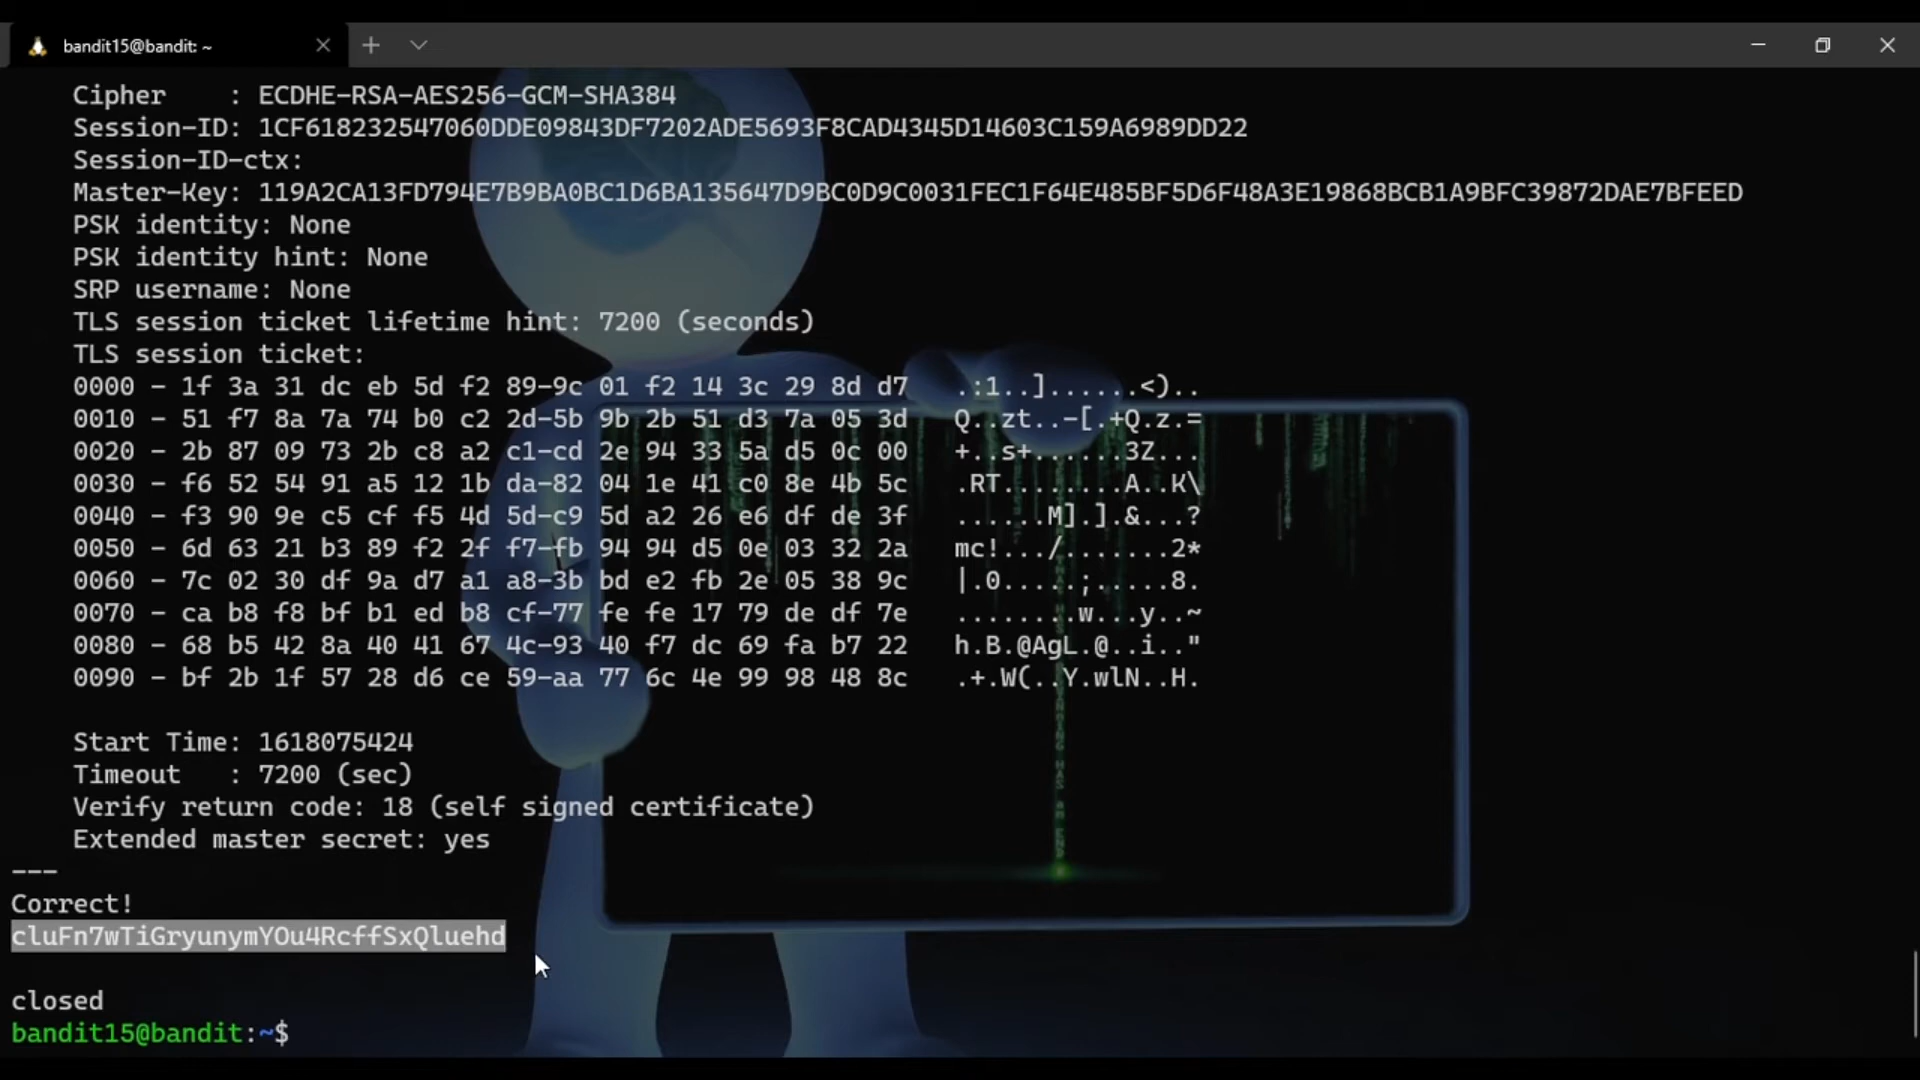 bandit15@bandit: ~
Cipher    : ECDHE-RSA-AES256-GCM-SHA384
Session-ID: 1CF618232547060DDE09843DF7202ADE5693F8CAD4345D14603C159A6989DD22
Session-ID-ctx:
Master-Key: 119A2CA13FD794E7B9BA0BC1D6BA135647D9BC0D9C0031FEC1F64E485BF5D6F48A3E19868BCB1A9BFC39872DAE7BFEED
PSK identity: None
PSK identity hint: None
SRP username: None
TLS session ticket lifetime hint: 7200 (seconds)
TLS session ticket:
0000 - 1f 3a 31 dc eb 5d f2 89-9c 01 f2 14 3c 29 8d d7   .:1..]......<)..
0010 - 51 f7 8a 7a 74 b0 c2 2d-5b 9b 2b 51 d3 7a 05 3d   Q..zt..-[.+Q.z.=
0020 - 2b 87 09 73 2b c8 a2 c1-cd 2e 94 33 5a d5 0c 00   +..s+......3Z...
0030 - f6 52 54 91 a5 12 1b da-82 04 1e 41 c0 8e 4b 5c   .RT........A..K\
0040 - f3 90 9e c5 cf f5 4d 5d-c9 5d a2 26 e6 df de 3f   ......M].].&...?
0050 - 6d 63 21 b3 89 f2 2f f7-fb 94 94 d5 0e 03 32 2a   mc!.../.......2*
0060 - 7c 02 30 df 9a d7 a1 a8-3b bd e2 fb 2e 05 38 9c   |.0.....;.....8.
0070 - ca b8 f8 bf b1 ed b8 cf-77 fe fe 17 79 de df 7e   ........w...y..~
0080 - 68 b5 42 8a 40 41 67 4c-93 40 f7 dc 69 fa b7 22   h.B.@AgL.@..i.."
0090 - bf 2b 1f 57 28 d6 ce 59-aa 77 6c 4e 99 98 48 8c   .+.W(..Y.wlN..H.
Start Time: 1618075424
Timeout   : 7200 (sec)
Verify return code: 18 (self signed certificate)
Extended master secret: yes
---
Correct!
cluFn7wTiGryunymYOu4RcffSxQluehd
closed
bandit15@bandit:~$